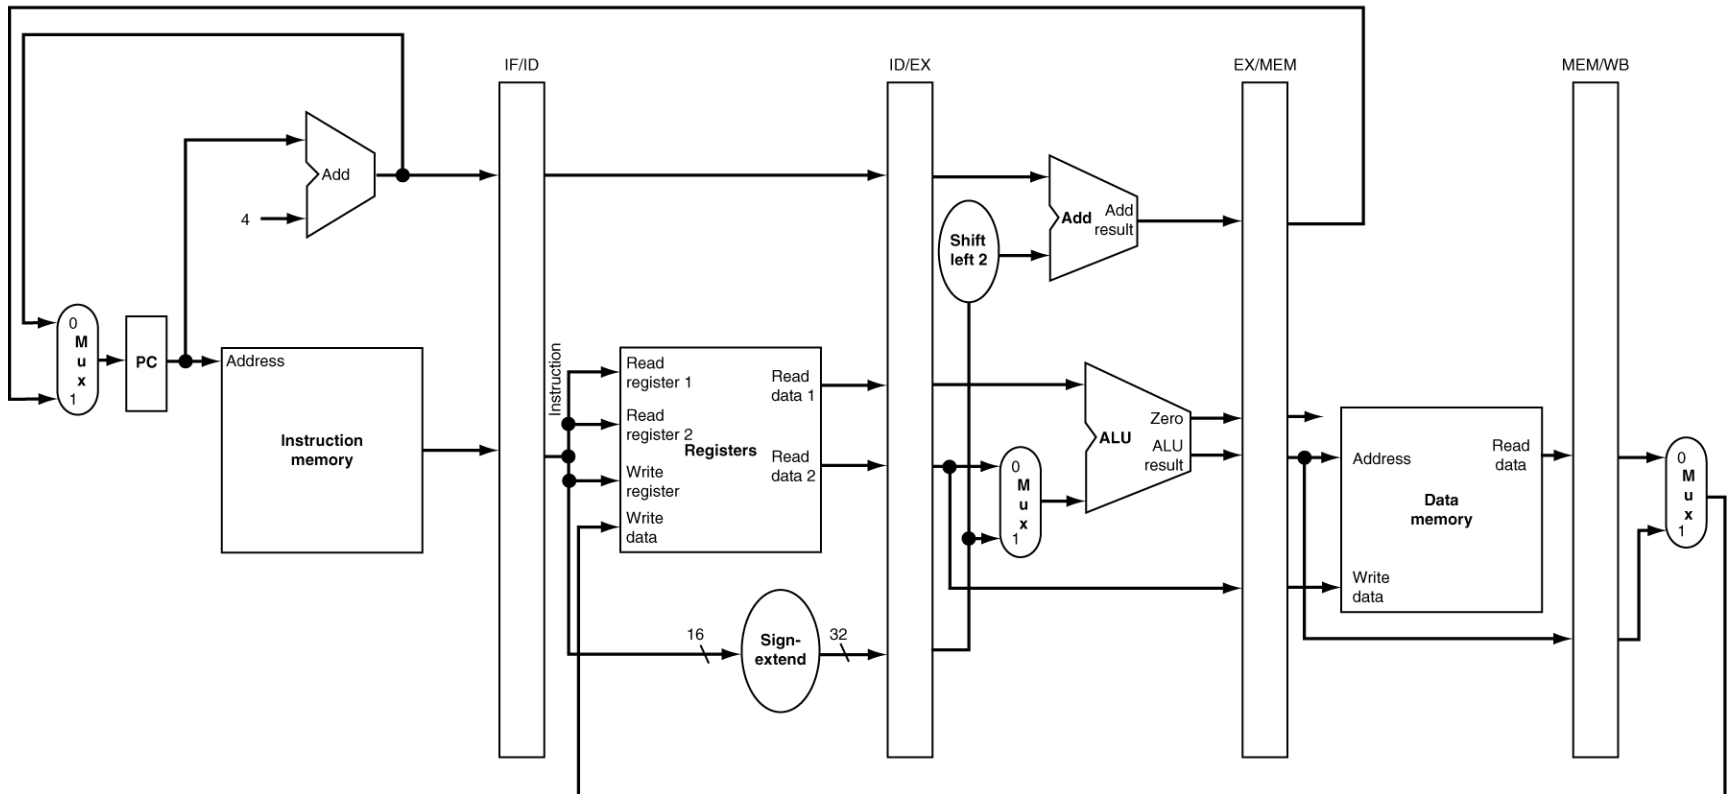 IF/ID
ID/EX
EX/MEM
MEM/WB
Add
4
Add
Add
result
Shift
left 2
0
M
u
x
1
PC
Address
Instruction
memory
Instruction
Read
register 1
Read
register 2
Write
register
Write
data
Registers
Read
data 1
Read
data 2
16
Sign-
extend
32
0
M
u
x
1
Zero
ALU
ALU
result
Address
Read
data
Data
memory
Write
data
0
M
u
x
1